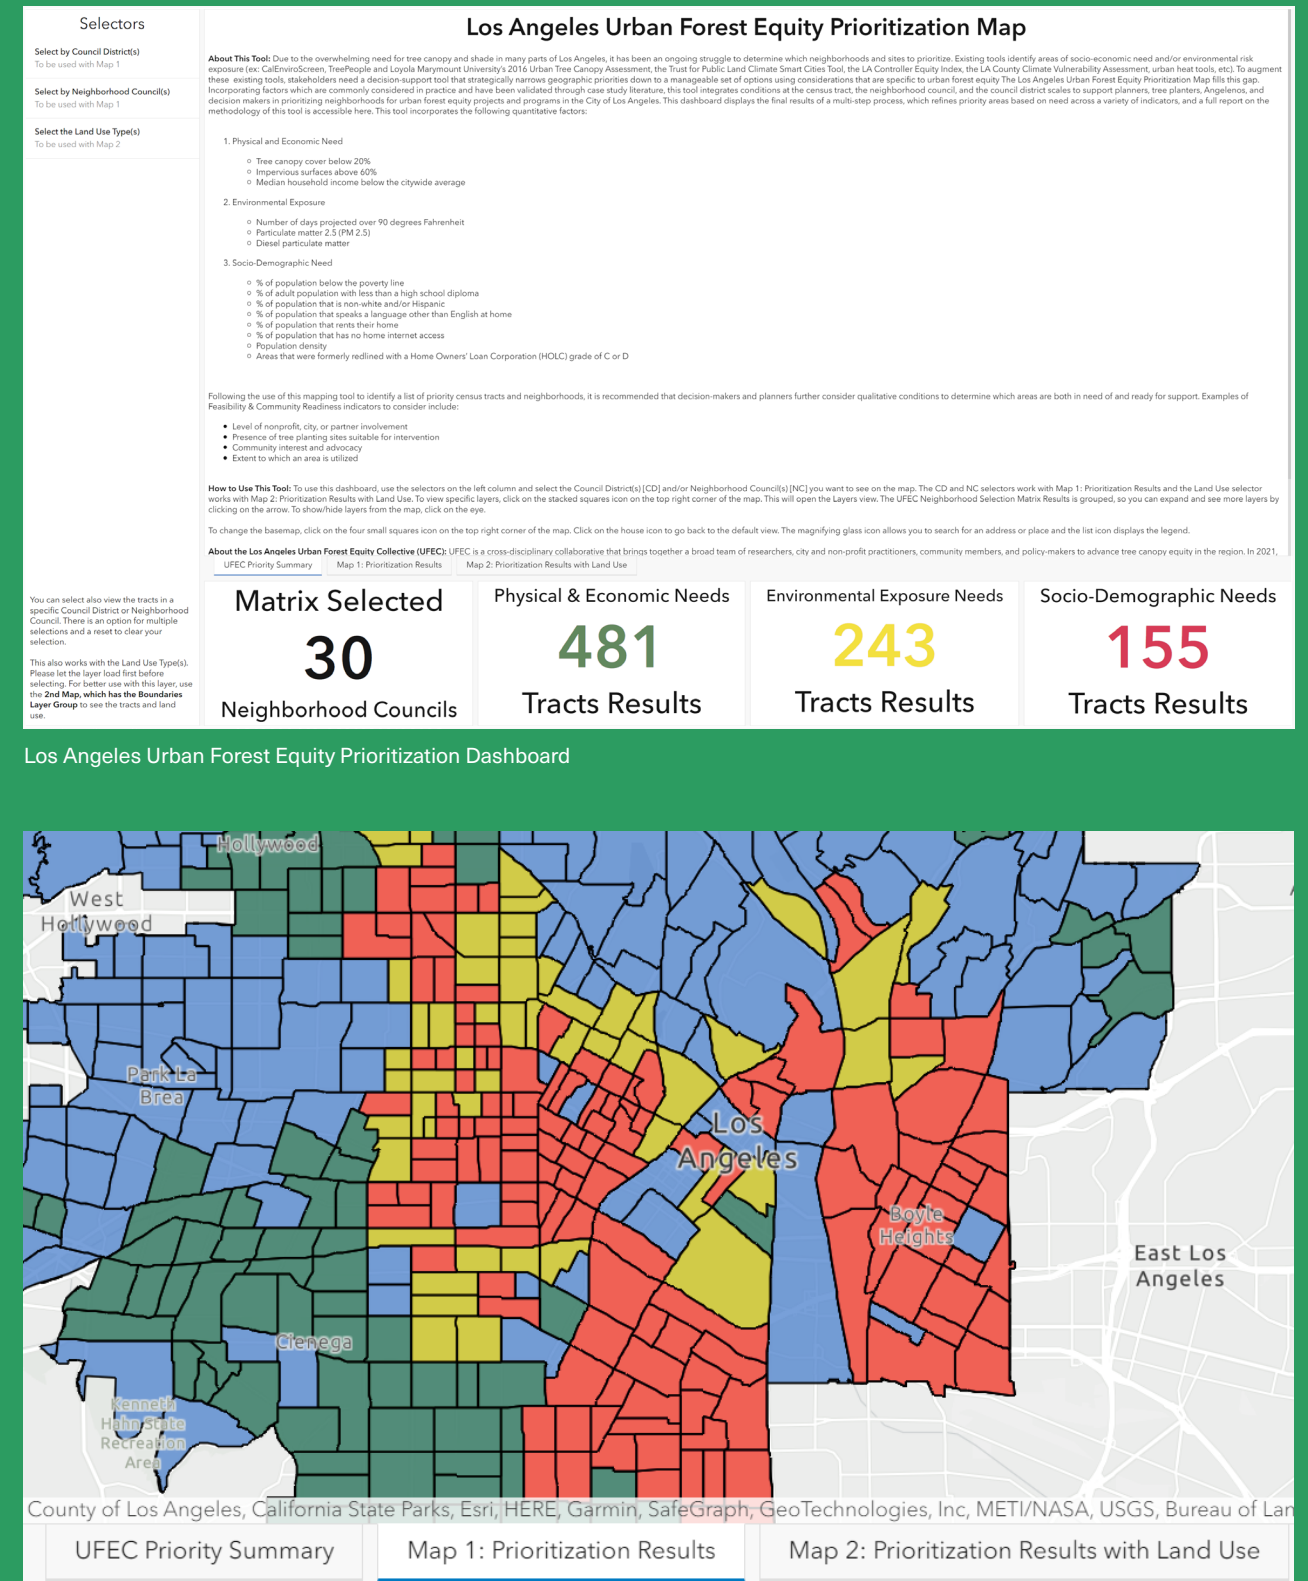 Selectors
Select by Council District(s)
To be used with Map 1
Select by Neighborhood Council(s)
To be used with Map 1
Select the Land Use Type(s)
To be used with Map 2
You can select also view the tracts in a
specific Council District or Neighborhood
Council. There is an option for multiple
selections and a reset to clear your
selection.
This also works with the Land Use Type(s).
Please let the layer load first before
selecting. For better use with this layer, use
the 2nd Map, which has the Boundaries
Layer Group to see the tracts and land
use.
Los Angeles Urban Forest Equity Prioritization Map
About This Tool: Due to the overwhelming need for tree canopy and shade in many parts of Los Angeles, it has been an ongoing struggle to determine which neighborhoods and sites to prioritize. Existing tools identify areas of socio-economic need and/or environmental risk
exposure (ex: CalEnviroScreen, TreePeople and Loyola Marymount University's 2016 Urban Tree Canopy Assessment, the Trust for Public Land Climate Smart Cities Tool, the LA Controller Equity Index, the LA County Climate Vulnerability Assessment, urban heat tools, etc). To augment
these existing tools, stakeholders need a decision-support tool that strategically narrows geographic priorities down to a manageable set of options using considerations that are specific to urban forest equity The Los Angeles Urban Forest Equity Prioritization Map fills this gap.
Incorporating factors which are commonly considered in practice and have been validated through case study literature, this tool integrates conditions at the census tract, the neighborhood council, and the council district scales to support planners, tree planters, Angelenos, and
decision makers in prioritizing neighborhoods for urban forest equity projects and programs in the City of Los Angeles. This dashboard displays the final results of a multi-step process, which refines priority areas based on need across a variety of indicators, and a full report on the
methodology of this tool is accessible here. This tool incorporates the following quantitative factors:
1. Physical and Economic Need
Tree canopy cover below 20%
Impervious surfaces above 60%
Median household income below the citywide average
2. Environmental Exposure
Number of days projected over 90 degrees Fahrenheit
Particulate matter 2.5 (PM 2.5)
Diesel particulate matter
3. Socio-Demographic Need
% of population below the poverty line
% of adult population with less than a high school diploma
% of population that is non-white and/or Hispanic
% of population that speaks a language other than English at home
% of population that rents their home
% of population that has no home internet access
Population density
Areas that were formerly redlined with a Home Owners' Loan Corporation (HOLC) grade of C or D
Following the use of this mapping tool to identify a list of priority census tracts and neighborhoods, it is recommended that decision-makers and planners further consider qualitative conditions to determine which areas are both in need of and ready for support. Examples of
Feasibility & Community Readiness indicators to consider include:
Level of nonprofit, city, or partner involvement
Presence of tree planting sites suitable for intervention
Community interest and advocacy
Extent to which an area is utilized
How to Use This Tool: To use this dashboard, use the selectors on the left column and select the Council District(s) [CD] and/or Neighborhood Council(s) [NC] you want to see on the map. The CD and NC selectors work with Map 1: Prioritization Results and the Land Use selector
works with Map 2: Prioritization Results with Land Use. To view specific layers, click on the stacked squares icon on the top right corner of the map. This will open the Layers view. The UFEC Neighborhood Selection Matrix Results is grouped, so you can expand and see more layers by
clicking on the arrow. To show/hide layers from the map, click on the eye.
To change the basemap, click on the four small squares icon on the top right corner of the map. Click on the house icon to go back to the default view. The magnifying glass icon allows you to search for an address or place and the list icon displays the legend.
About the Los Angeles Urban Forest Equity Collective (UFEC): UFEC is a cross-disciplinary collaborative that brings together a broad team of researchers, city and non-profit practitioners, community members, and policy-makers to advance tree canopy equity in the region. In 2021,
UFEC Priority Summary
Map 1: Prioritization Results
Map 2: Prioritization Results with Land Use
Matrix Selected
30
Neighborhood Councils
Physical & Economic Needs
481
Tracts Results
Environmental Exposure Needs
243
Tracts Results
Socio-Demographic Needs
155
Tracts Results
Los Angeles Urban Forest Equity Prioritization Dashboard
Hollywood
West
Hollywood
Park La
Brea
Los
Angeles
Boyle
Heights
East Los
Angeles
Cienega
Kenneth
Hahn State
Recreation
Area
County of Los Angeles, California State Parks, Esri, HERE, Garmin, SafeGraph, GeoTechnologies, Inc, METI/NASA, USGS, Bureau of Lan
UFEC Priority Summary
Map 1: Prioritization Results
Map 2: Prioritization Results with Land Use